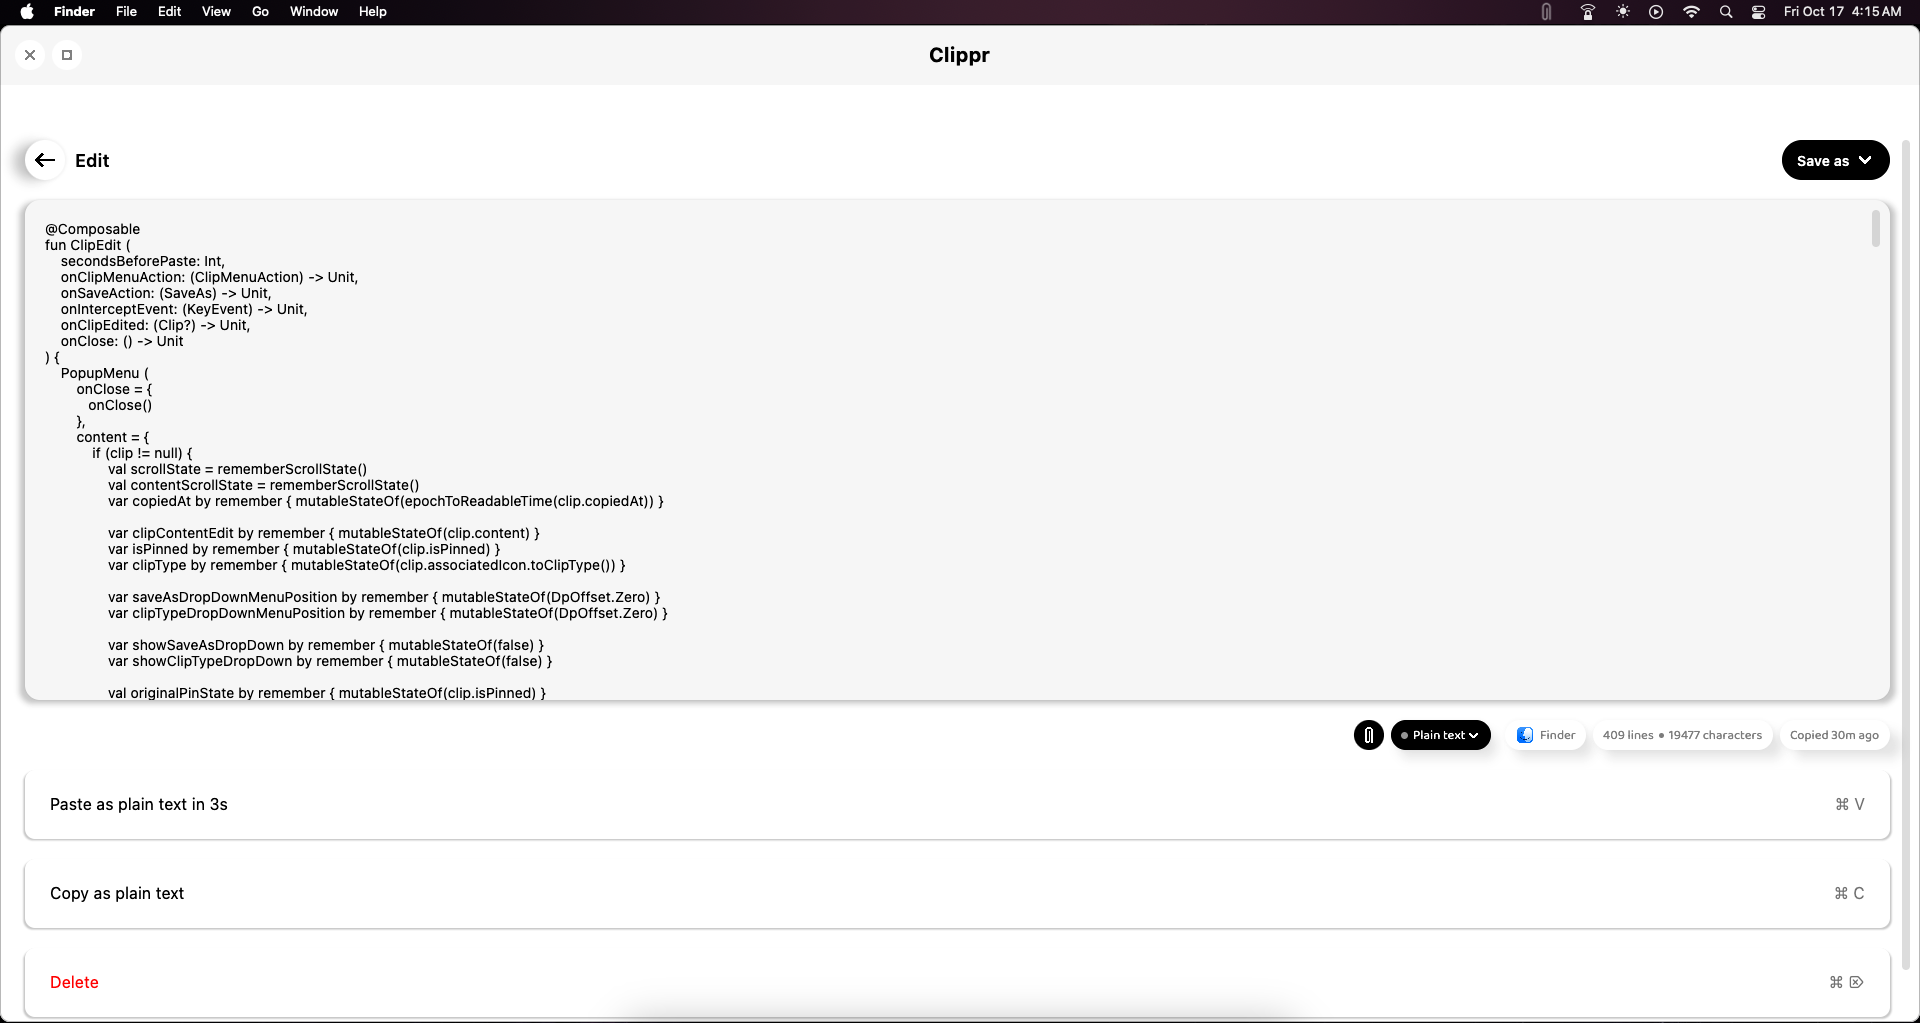 Finder File Edit View Go Window Help Fri Oct 17 4:15 AM
Clippr
Edit
Save as
@Composable
fun ClipEdit (
    secondsBeforePaste: Int,
    onClipMenuAction: (ClipMenuAction) -> Unit,
    onSaveAction: (SaveAs) -> Unit,
    onInterceptEvent: (KeyEvent) -> Unit,
    onClipEdited: (Clip?) -> Unit,
    onClose: () -> Unit
) {
    PopupMenu (
        onClose = {
           onClose()
        },
        content = {
            if (clip != null) {
                val scrollState = rememberScrollState()
                val contentScrollState = rememberScrollState()
                var copiedAt by remember { mutableStateOf(epochToReadableTime(clip.copiedAt)) }
                var clipContentEdit by remember { mutableStateOf(clip.content) }
                var isPinned by remember { mutableStateOf(clip.isPinned) }
                var clipType by remember { mutableStateOf(clip.associatedIcon.toClipType()) }
                var saveAsDropDownMenuPosition by remember { mutableStateOf(DpOffset.Zero) }
                var clipTypeDropDownMenuPosition by remember { mutableStateOf(DpOffset.Zero) }
                var showSaveAsDropDown by remember { mutableStateOf(false) }
                var showClipTypeDropDown by remember { mutableStateOf(false) }
                val originalPinState by remember { mutableStateOf(clip.isPinned) }
Plain text Finder 409 lines • 19477 characters Copied 30m ago
Paste as plain text in 3s ⌘ V
Copy as plain text ⌘ C
Delete ⌘ ⌦